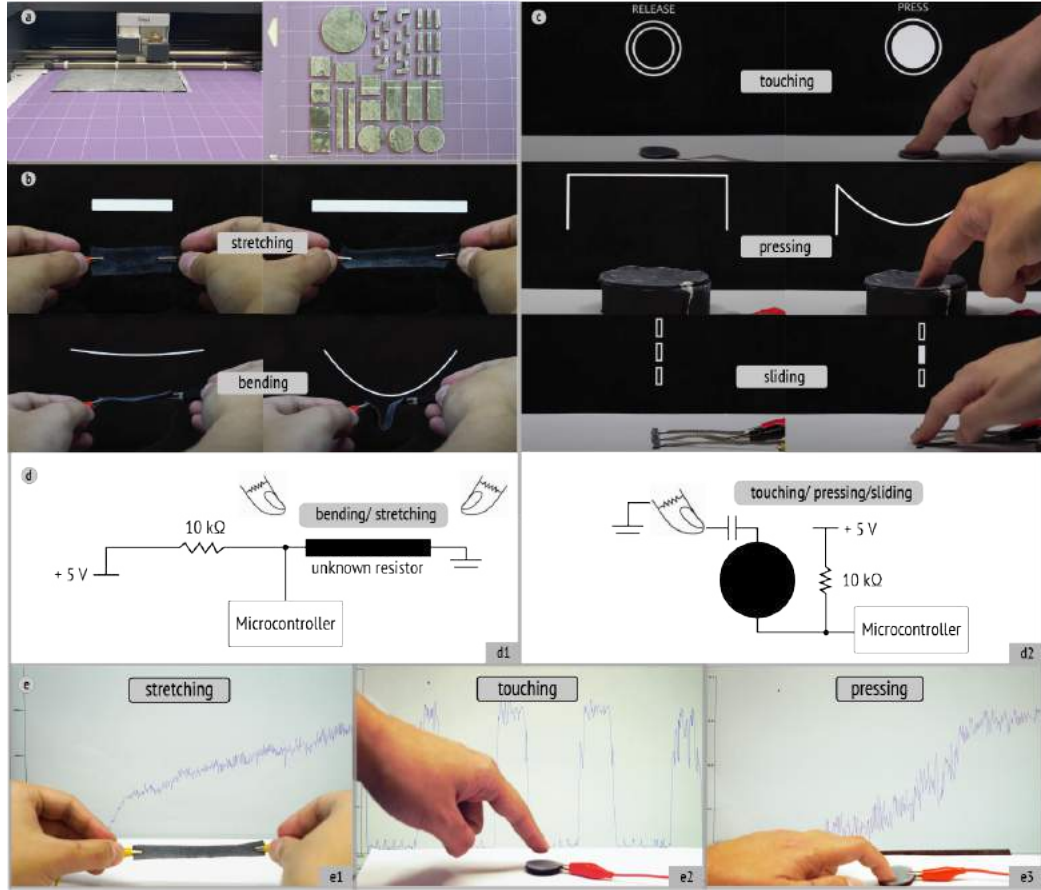 a
c
RELEASE
PRESS
touching
b
stretching
pressing
bending
sliding
d
bending/ stretching
10 kΩ
+ 5 V
unknown resistor
Microcontroller
d1
touching/ pressing/sliding
+ 5 V
10 kΩ
Microcontroller
d2
e
stretching
touching
pressing
e1
e2
e3